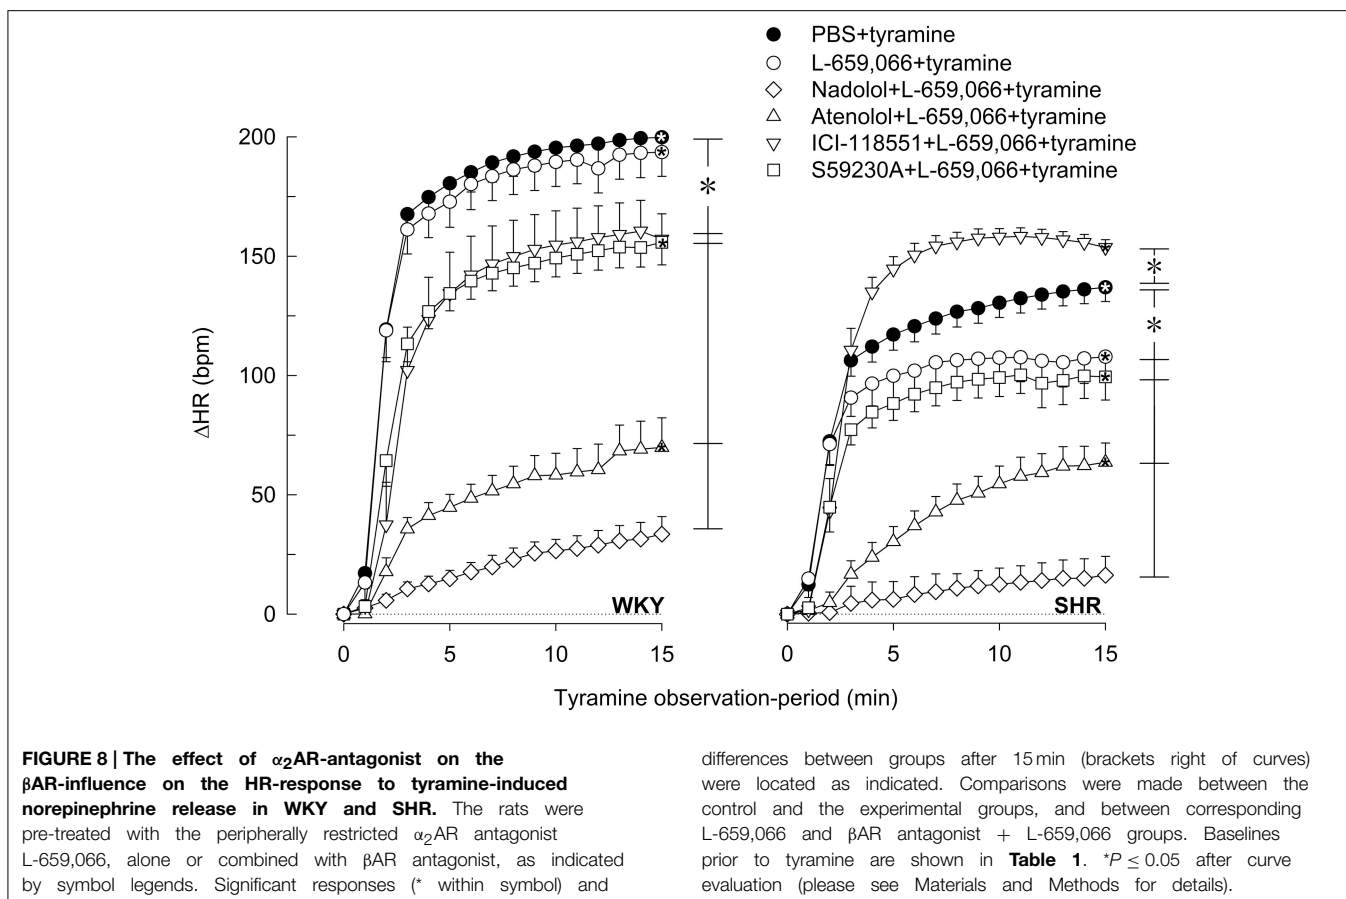 PBS+tyramine
L-659,066+tyramine
Nadolol+L-659,066+tyramine
Atenolol+L-659,066+tyramine
ICI-118551+L-659,066+tyramine
S59230A+L-659,066+tyramine
200
150
100
50
0
ΔHR (bpm)
*
*
*
WKY
SHR
0 5 10 15
0 5 10 15
Tyramine observation-period (min)
FIGURE 8 | The effect of α₂AR-antagonist on the
βAR-influence on the HR-response to tyramine-induced
norepinephrine release in WKY and SHR. The rats were
pre-treated with the peripherally restricted α₂AR antagonist
L-659,066, alone or combined with βAR antagonist, as indicated
by symbol legends. Significant responses (* within symbol) and
differences between groups after 15 min (brackets right of curves)
were located as indicated. Comparisons were made between the
control and the experimental groups, and between corresponding
L-659,066 and βAR antagonist + L-659,066 groups. Baselines
prior to tyramine are shown in Table 1. *P ≤ 0.05 after curve
evaluation (please see Materials and Methods for details).